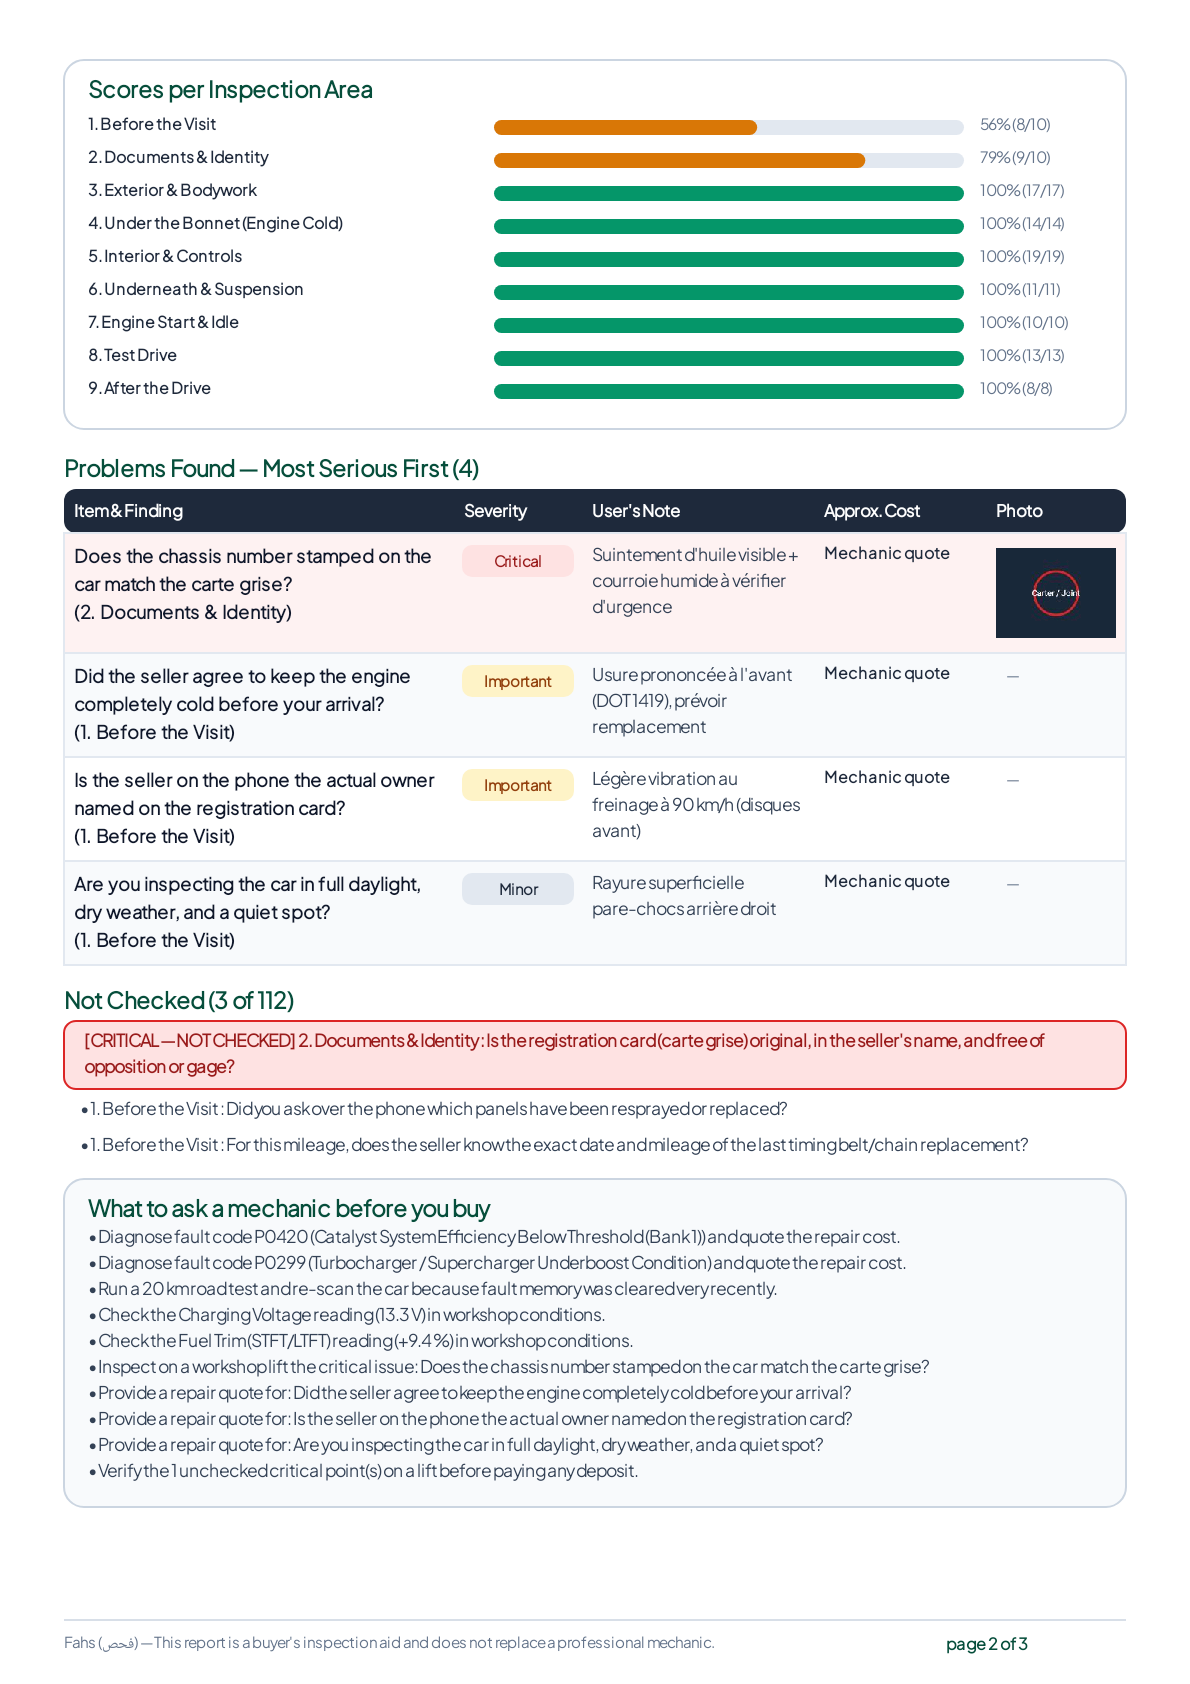 Scores per Inspection Area
1. Before the Visit 56% (8/10)
2. Documents & Identity 79% (9/10)
3. Exterior & Bodywork 100% (17/17)
4. Under the Bonnet (Engine Cold) 100% (14/14)
5. Interior & Controls 100% (19/19)
6. Underneath & Suspension 100% (11/11)
7. Engine Start & Idle 100% (10/10)
8. Test Drive 100% (13/13)
9. After the Drive 100% (8/8)
Problems Found — Most Serious First (4)
Item & Finding Severity User's Note Approx. Cost Photo
Does the chassis number stamped on the
car match the carte grise?
(2. Documents & Identity)
Critical
Suintement d'huile visible +
courroie humide à vérifier
d'urgence
Mechanic quote
Carter / Joint
Did the seller agree to keep the engine
completely cold before your arrival?
(1. Before the Visit)
Important
Usure prononcée à l'avant
(DOT 1419), prévoir
remplacement
Mechanic quote
—
Is the seller on the phone the actual owner
named on the registration card?
(1. Before the Visit)
Important
Légère vibration au
freinage à 90 km/h (disques
avant)
Mechanic quote
—
Are you inspecting the car in full daylight,
dry weather, and a quiet spot?
(1. Before the Visit)
Minor
Rayure superficielle
pare-chocs arrière droit
Mechanic quote
—
Not Checked (3 of 112)
[CRITICAL — NOT CHECKED] 2. Documents & Identity : Is the registration card (carte grise) original, in the seller's name, and free of
opposition or gage?
• 1. Before the Visit : Did you ask over the phone which panels have been resprayed or replaced?
• 1. Before the Visit : For this mileage, does the seller know the exact date and mileage of the last timing belt/chain replacement?
What to ask a mechanic before you buy
• Diagnose fault code P0420 (Catalyst System Efficiency Below Threshold (Bank 1)) and quote the repair cost.
• Diagnose fault code P0299 (Turbocharger / Supercharger Underboost Condition) and quote the repair cost.
• Run a 20 km road test and re-scan the car because fault memory was cleared very recently.
• Check the Charging Voltage reading (13.3 V) in workshop conditions.
• Check the Fuel Trim (STFT/LTFT) reading (+9.4 %) in workshop conditions.
• Inspect on a workshop lift the critical issue: Does the chassis number stamped on the car match the carte grise?
• Provide a repair quote for: Did the seller agree to keep the engine completely cold before your arrival?
• Provide a repair quote for: Is the seller on the phone the actual owner named on the registration card?
• Provide a repair quote for: Are you inspecting the car in full daylight, dry weather, and a quiet spot?
• Verify the 1 unchecked critical point(s) on a lift before paying any deposit.
Fahs (فحص) — This report is a buyer's inspection aid and does not replace a professional mechanic.
page 2 of 3